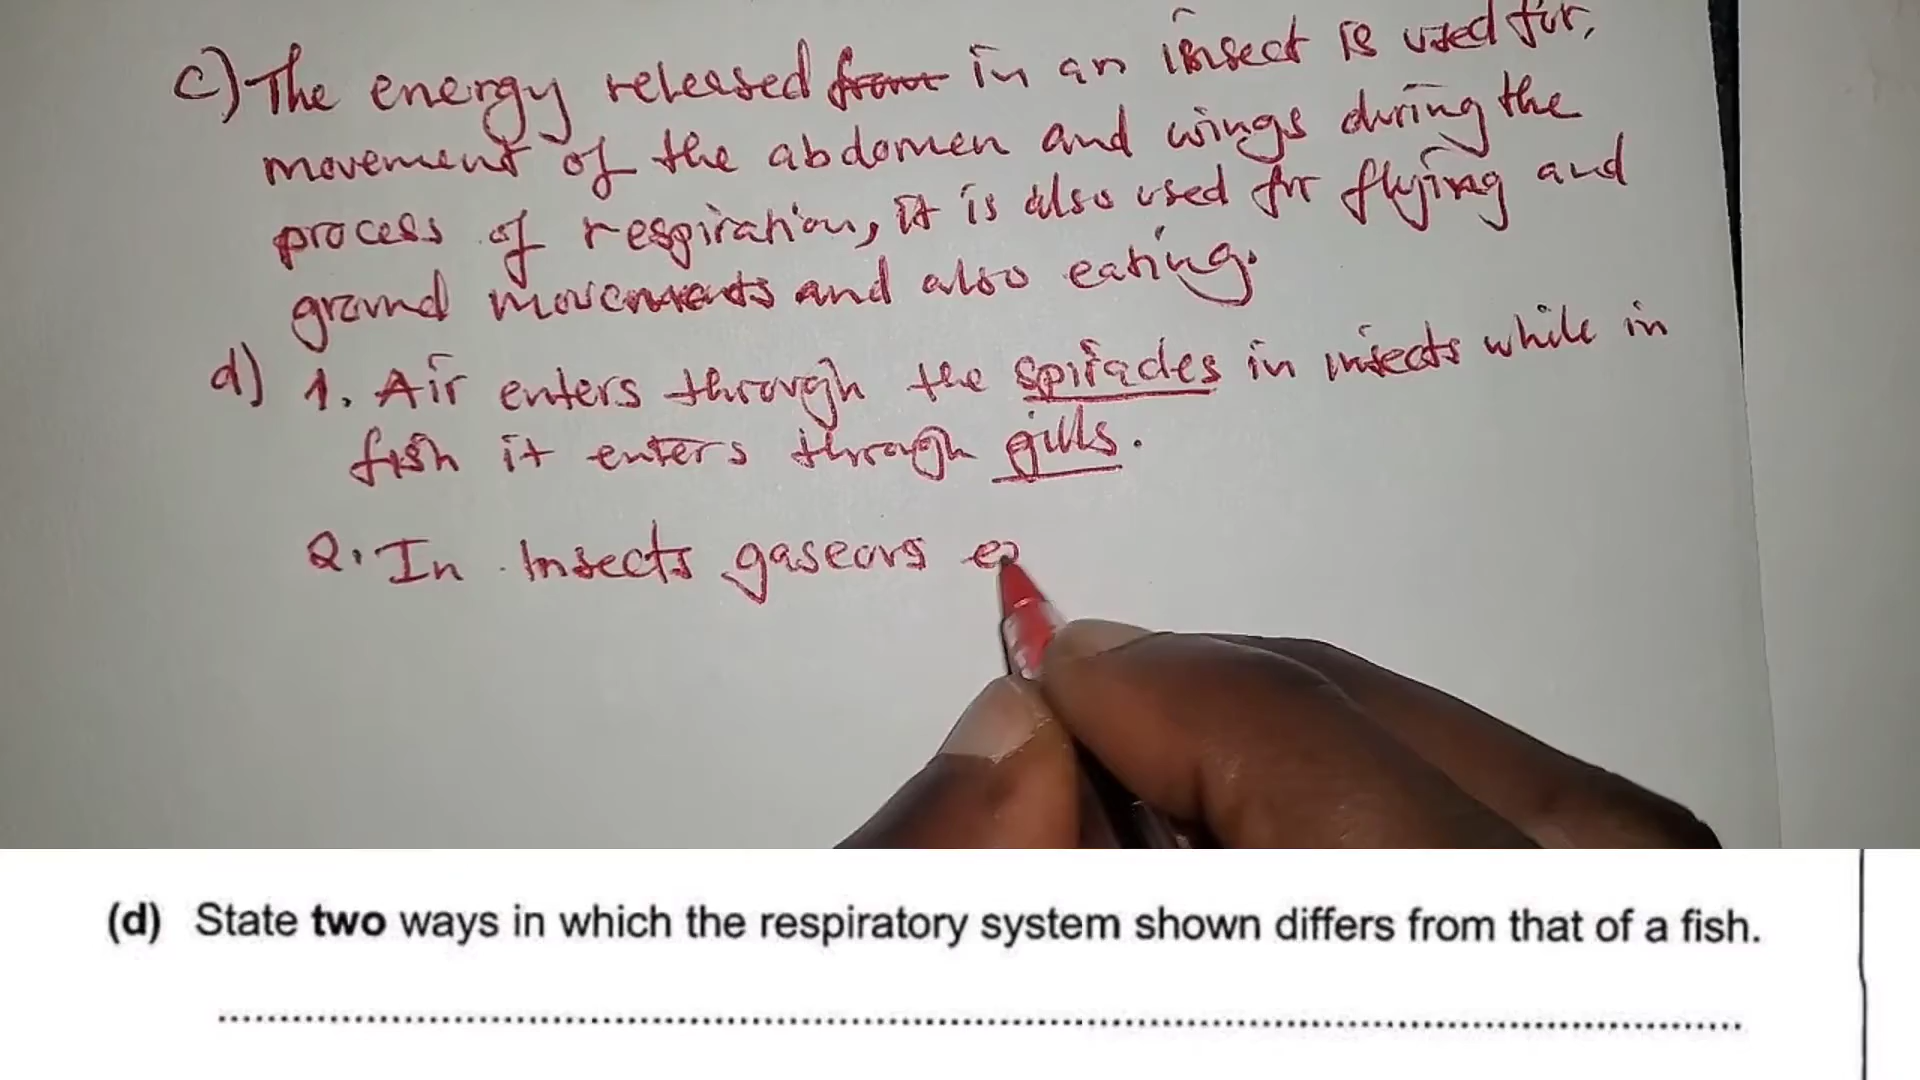 c) The energy released from in an insect is used for,
movement of the abdomen and wings during the
process of respiration, it is also used for flying and
ground movements and also eating.
d) 1. Air enters through the spirades in insects while in
fish it enters through gills.
2. In Insects gaseous e
(d) State two ways in which the respiratory system shown differs from that of a fish.